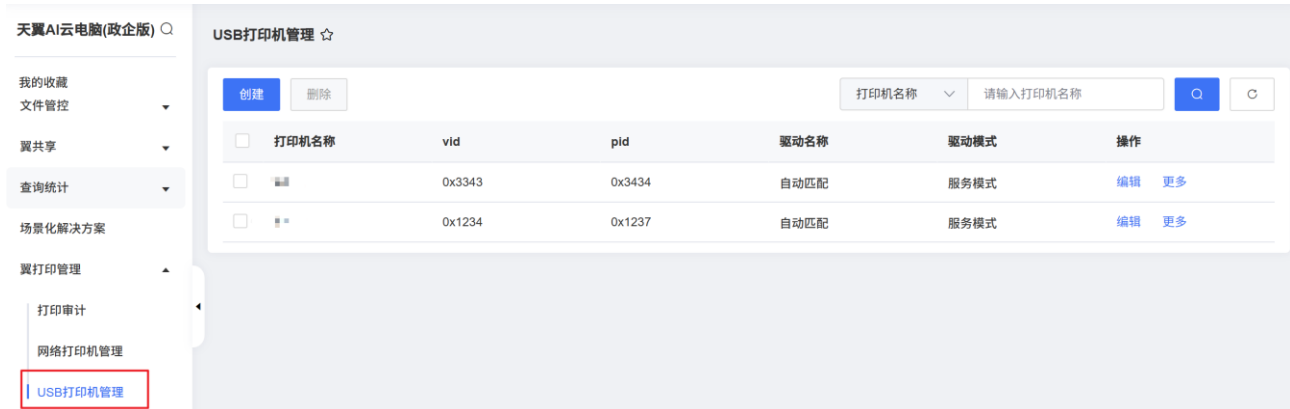 天翼AI云电脑(政企版)
我的收藏
文件管控
翼共享
查询统计
场景化解决方案
翼打印管理
打印审计
网络打印机管理
USB打印机管理
USB打印机管理
创建 删除 打印机名称 请输入打印机名称
打印机名称 vid pid 驱动名称 驱动模式 操作
0x3343 0x3434 自动匹配 服务模式 编辑 更多
0x1234 0x1237 自动匹配 服务模式 编辑 更多